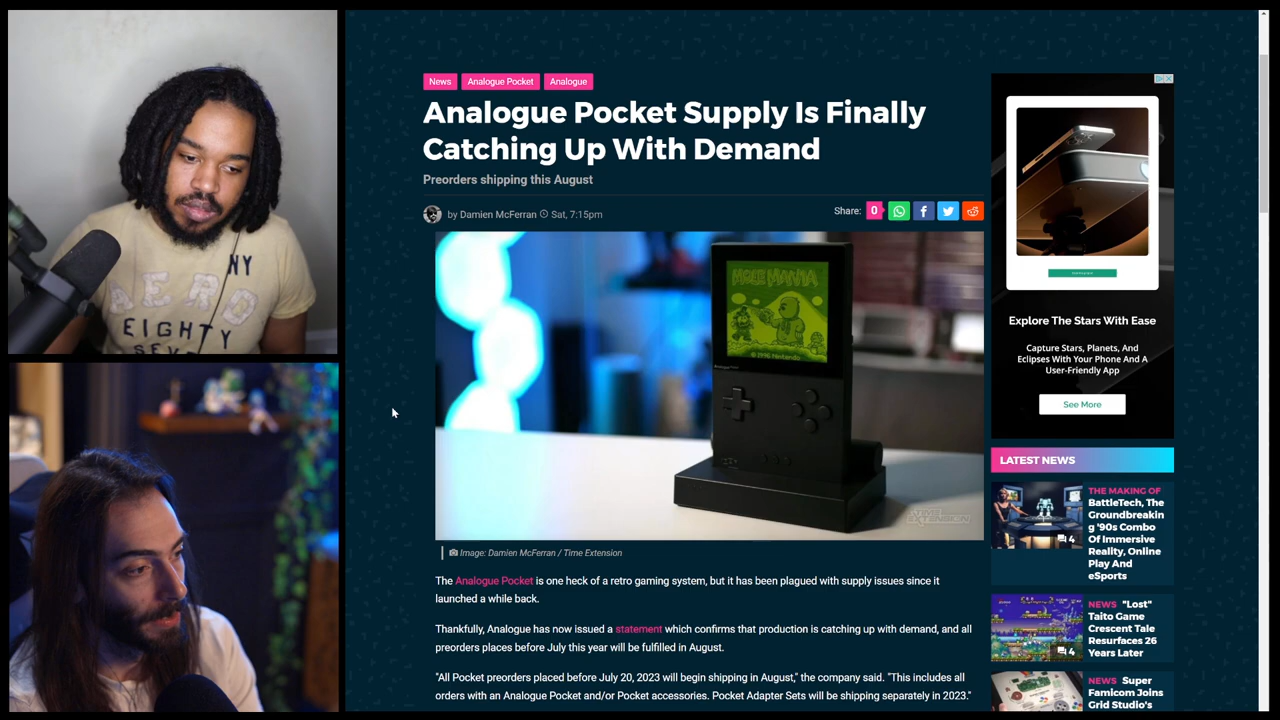 News
Analogue Pocket
Analogue
Analogue Pocket Supply Is Finally
Catching Up With Demand
Preorders shipping this August
by Damien McFerran Sat, 7:15pm
Share:
0
MOLE MANIA
© 1996 Nintendo
TIME EXTENSION
Image: Damien McFerran / Time Extension
The Analogue Pocket is one heck of a retro gaming system, but it has been plagued with supply issues since it
launched a while back.
Thankfully, Analogue has now issued a statement which confirms that production is catching up with demand, and all
preorders places before July this year will be fulfilled in August.
"All Pocket preorders placed before July 20, 2023 will begin shipping in August," the company said. "This includes all
orders with an Analogue Pocket and/or Pocket accessories. Pocket Adapter Sets will be shipping separately in 2023."
Explore The Stars With Ease
Capture Stars, Planets, And
Eclipses With Your Phone And A
User-Friendly App
See More
LATEST NEWS
THE MAKING OF
BattleTech, The
Groundbreakin
g '90s Combo
Of Immersive
Reality, Online
Play And
eSports
4
NEWS "Lost"
Taito Game
Crescent Tale
Resurfaces 26
Years Later
4
NEWS Super
Famicom Joins
Grid Studio's
NY
AERO
EIGHTY
SEVE